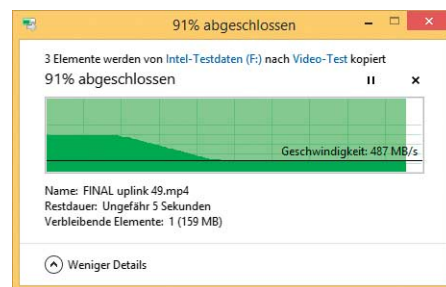 91% abgeschlossen
3 Elemente werden von Intel-Testdaten (F:) nach Video-Test kopiert
91% abgeschlossen
Geschwindigkeit: 487 MB/s
Name: FINAL uplink 49.mp4
Restdauer: Ungefähr 5 Sekunden
Verbleibende Elemente: 1 (159 MB)
Weniger Details